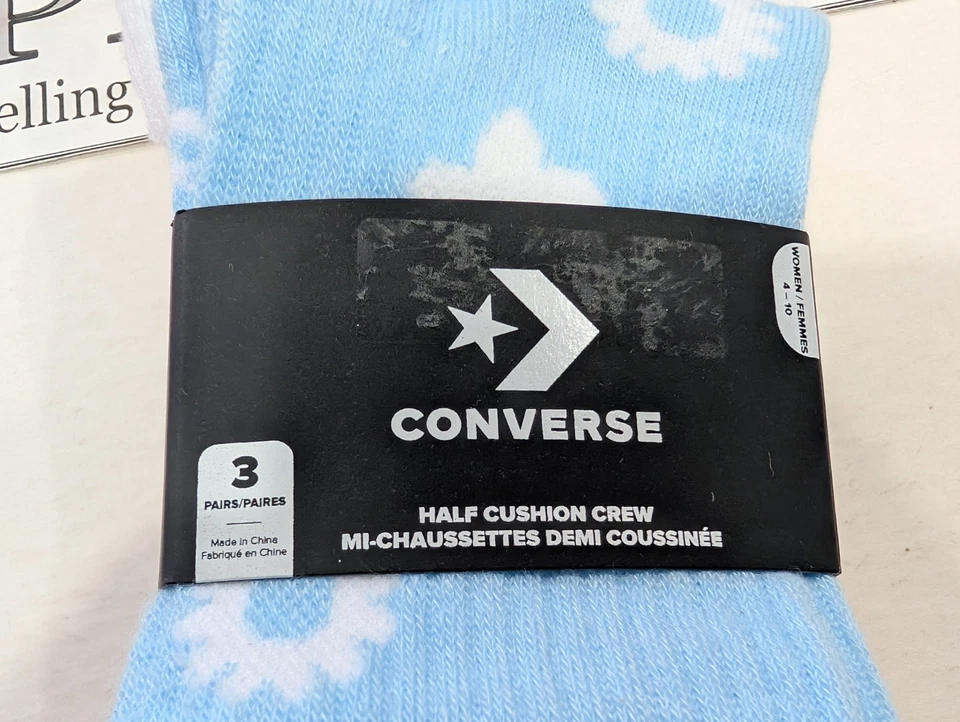 elling
WOMEN / FEMMES
4 – 10
CONVERSE
3
PAIRS/PAIRES
Made in China
Fabriqué en Chine
HALF CUSHION CREW
MI-CHAUSSETTES DEMI COUSSINÉE